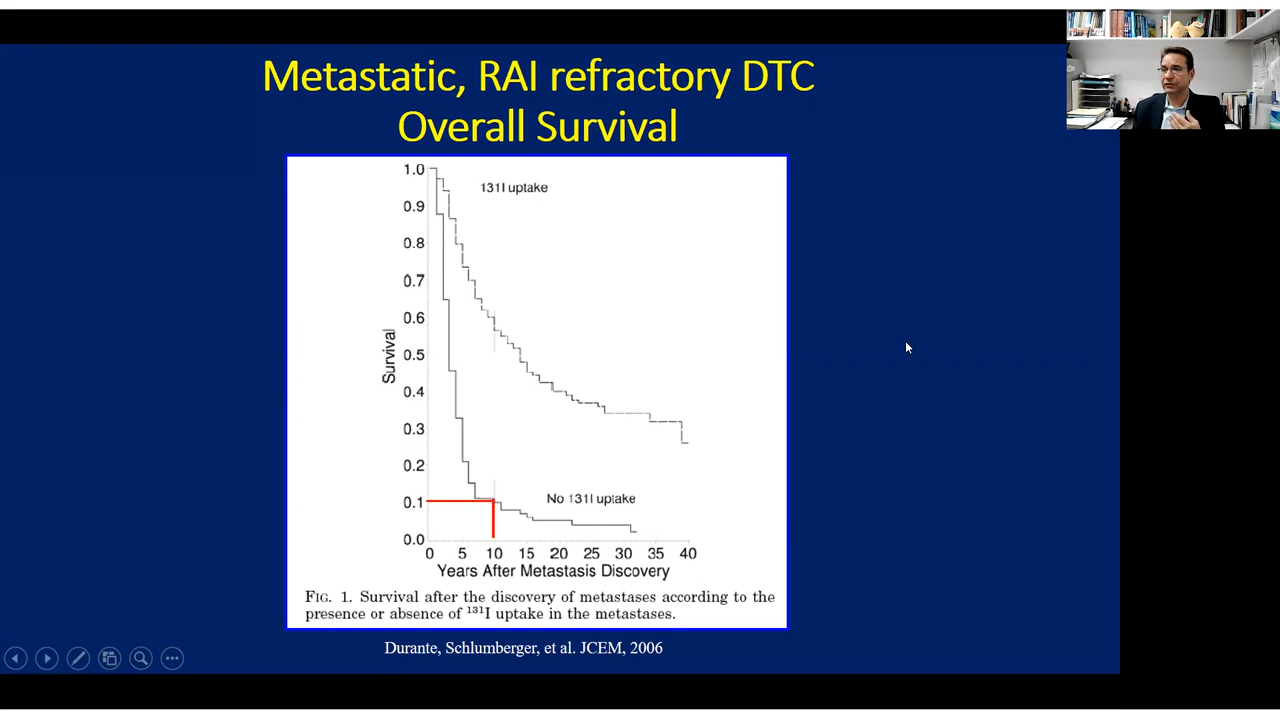 Metastatic, RAI refractory DTC
Overall Survival
1.0
131I uptake
0.9
0.8
0.7
0.6
0.5
Survival
0.4
0.3
0.2
No 131I uptake
0.1
0.0
0 5 10 15 20 25 30 35 40
Years After Metastasis Discovery
FIG. 1. Survival after the discovery of metastases according to the
presence or absence of ¹³¹I uptake in the metastases.
Durante, Schlumberger, et al. JCEM, 2006